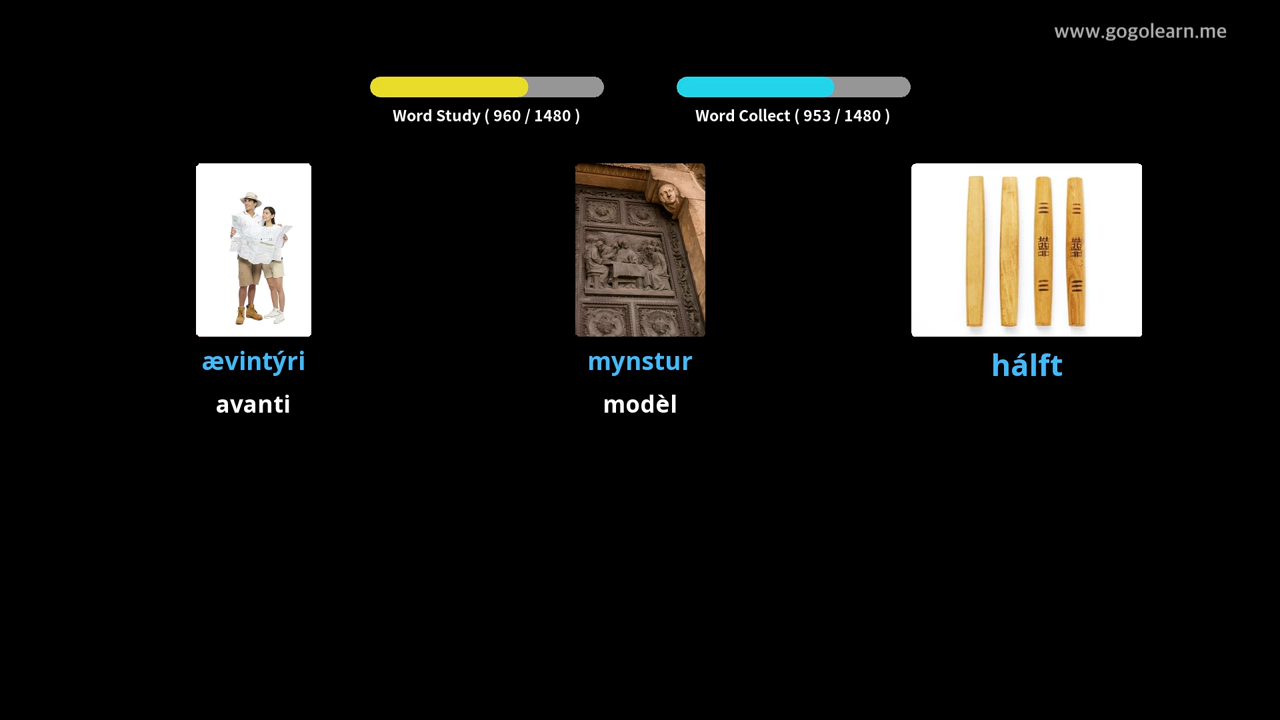 www.gogolearn.me
Word Study ( 960 / 1480 )
Word Collect ( 953 / 1480 )
ævintýri
mynstur
hálft
avanti
modèl